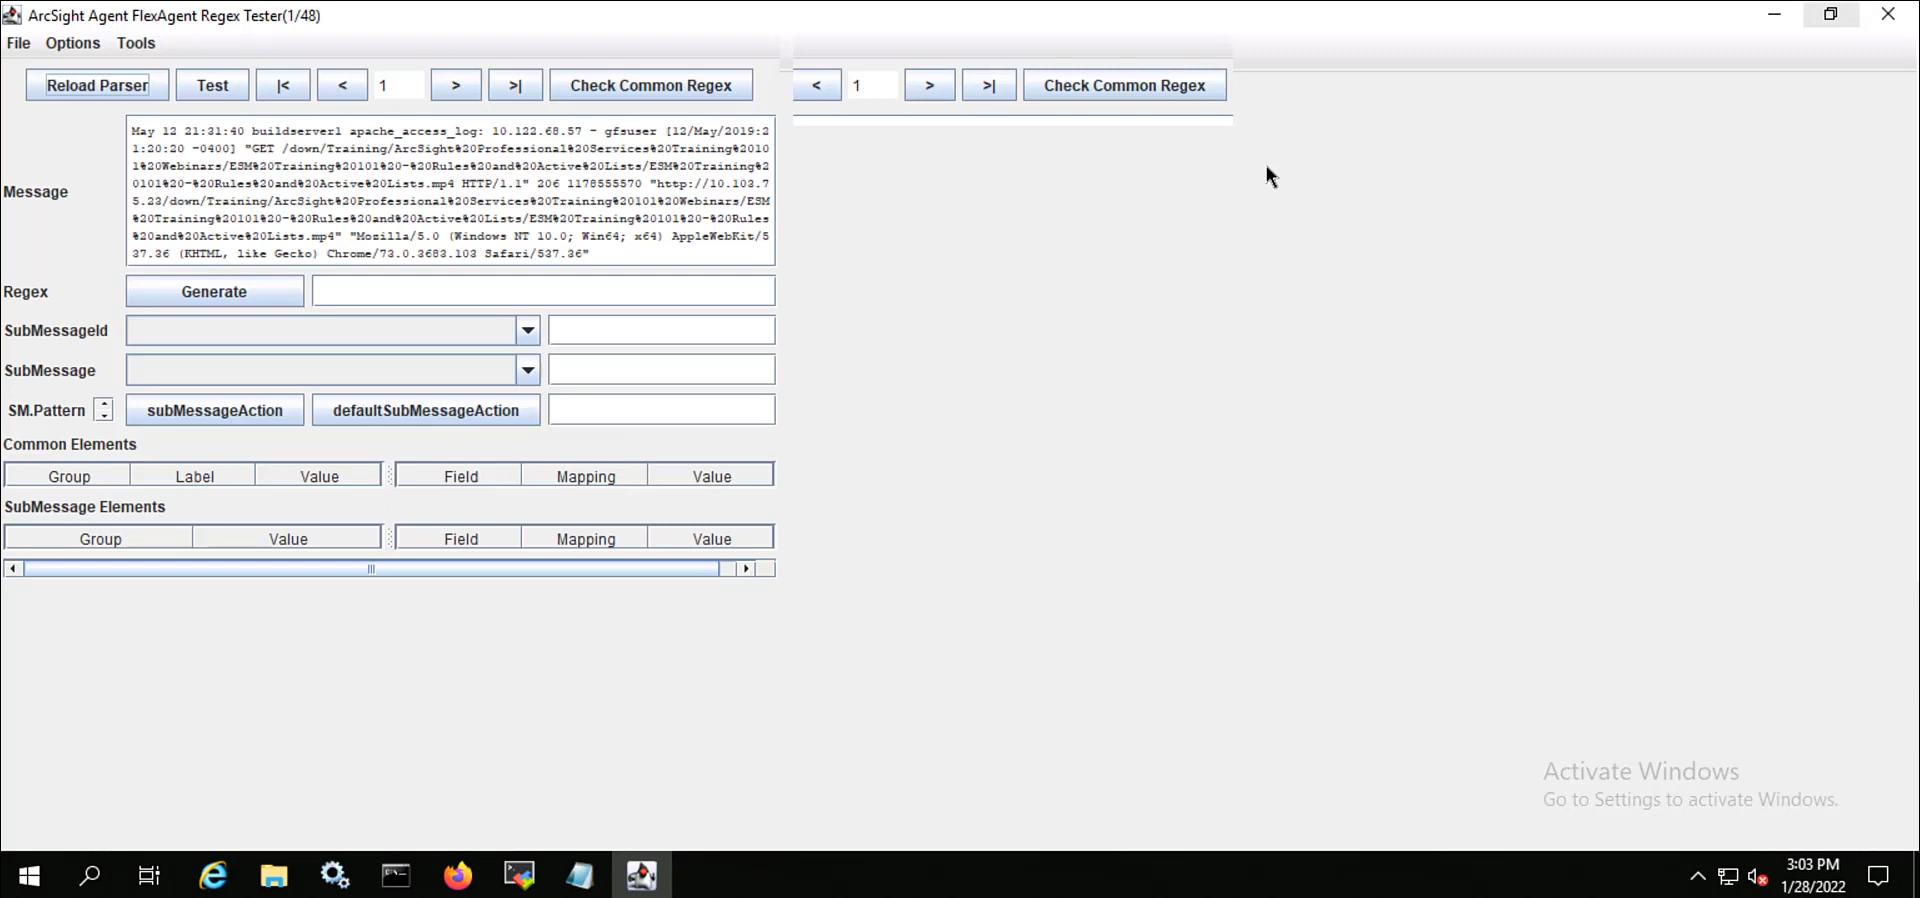 ArcSight Agent FlexAgent Regex Tester(1/48)
File Options Tools
Reload Parser Test |< < 1 > >| Check Common Regex < 1 > >| Check Common Regex
Message
May 12 21:31:40 buildserver1 apache_access_log: 10.122.68.57 - gfsuser [12/May/2019:2
1:20:20 -0400] "GET /down/Training/ArcSight%20Professional%20Services%20Training%2010
1%20Webinars/ESM%20Training%20101%20-%20Rules%20and%20Active%20Lists/ESM%20Training%2
0101%20-%20Rules%20and%20Active%20Lists.mp4 HTTP/1.1" 206 1178555570 "http://10.103.7
5.23/down/Training/ArcSight%20Professional%20Services%20Training%20101%20Webinars/ESM
%20Training%20101%20-%20Rules%20and%20Active%20Lists/ESM%20Training%20101%20-%20Rules
%20and%20Active%20Lists.mp4" "Mozilla/5.0 (Windows NT 10.0; Win64; x64) AppleWebKit/5
37.36 (KHTML, like Gecko) Chrome/73.0.3683.103 Safari/537.36"
Regex Generate
SubMessageId
SubMessage
SM.Pattern subMessageAction defaultSubMessageAction
Common Elements
Group Label Value Field Mapping Value
SubMessage Elements
Group Value Field Mapping Value
Activate Windows
Go to Settings to activate Windows.
3:03 PM
1/28/2022